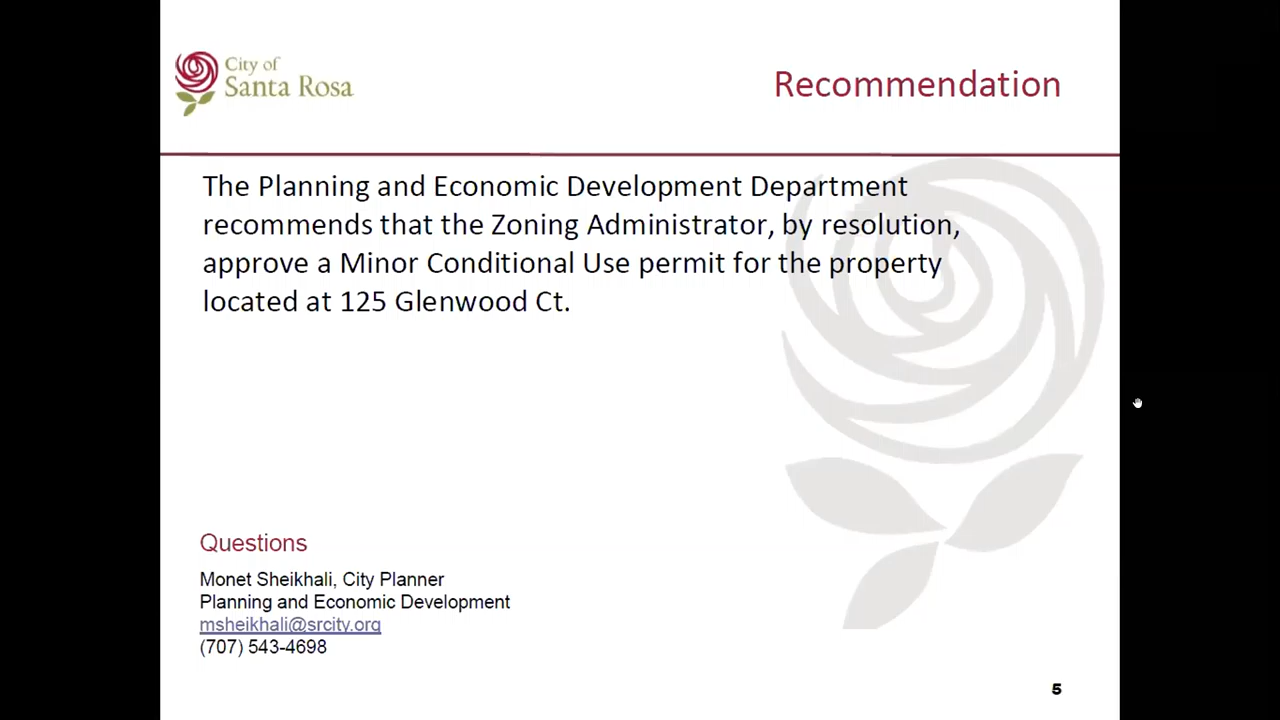 City of
Santa Rosa
Recommendation
The Planning and Economic Development Department
recommends that the Zoning Administrator, by resolution,
approve a Minor Conditional Use permit for the property
located at 125 Glenwood Ct.
Questions
Monet Sheikhali, City Planner
Planning and Economic Development
msheikhali@srcity.org
(707) 543-4698
5